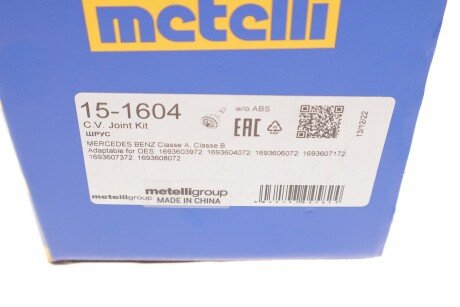 metelli
15-1604
w/o ABS
C.V. Joint Kit
ШРУС
EAC
13/12/22
MERCEDES BENZ Classe A, Classe B
Adaptable for OES: 1693603972; 1693604072; 1693606072; 1693607172;
1693607372; 1693608072
metelligroup
metelligroup
MADE IN CHINA